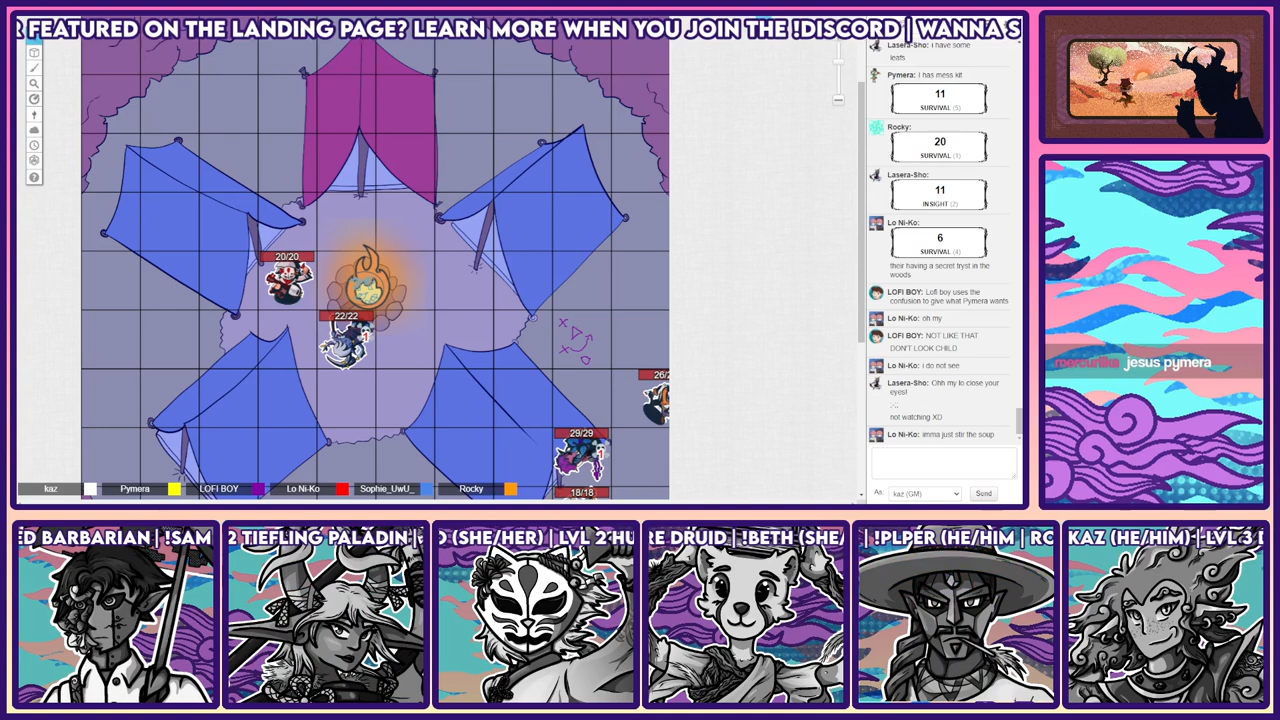 R FEATURED ON THE LANDING PAGE? LEARN MORE WHEN YOU JOIN THE !DISCORD | WANNA S
Lasera-Sho: I have some
leafs
Pymera: I has mess kit
11
SURVIVAL (5)
Rocky:
20
SURVIVAL (1)
Lasera-Sho:
11
INSIGHT (2)
Lo Ni-Ko:
6
SURVIVAL (4)
their having a secret tryst in the
woods
LOFI BOY: Lofi boy uses the
confusion to give what Pymera wants
Lo Ni-Ko: oh my
LOFI BOY: NOT LIKE THAT
DON'T LOOK CHILD
Lo Ni-Ko: i do not see
Lasera-Sho: Ohh my lo close your
eyes!
;-;
not watching XD
Lo Ni-Ko: imma just stir the soup
As: kaz (GM) Send
20/20
22/22
26/2
29/29
18/18
kaz Pymera LOFI BOY Lo Ni-Ko Sophie_UwU_ Rocky
mercurika jesus pymera
ED BARBARIAN | !SAM
2 TIEFLING PALADIN |
O (SHE/HER) | LVL 2 HU
RE DRUID | !BETH (SHE/
| !PLPER (HE/HIM | RO
KAZ (HE/HIM) | LVL 3 D